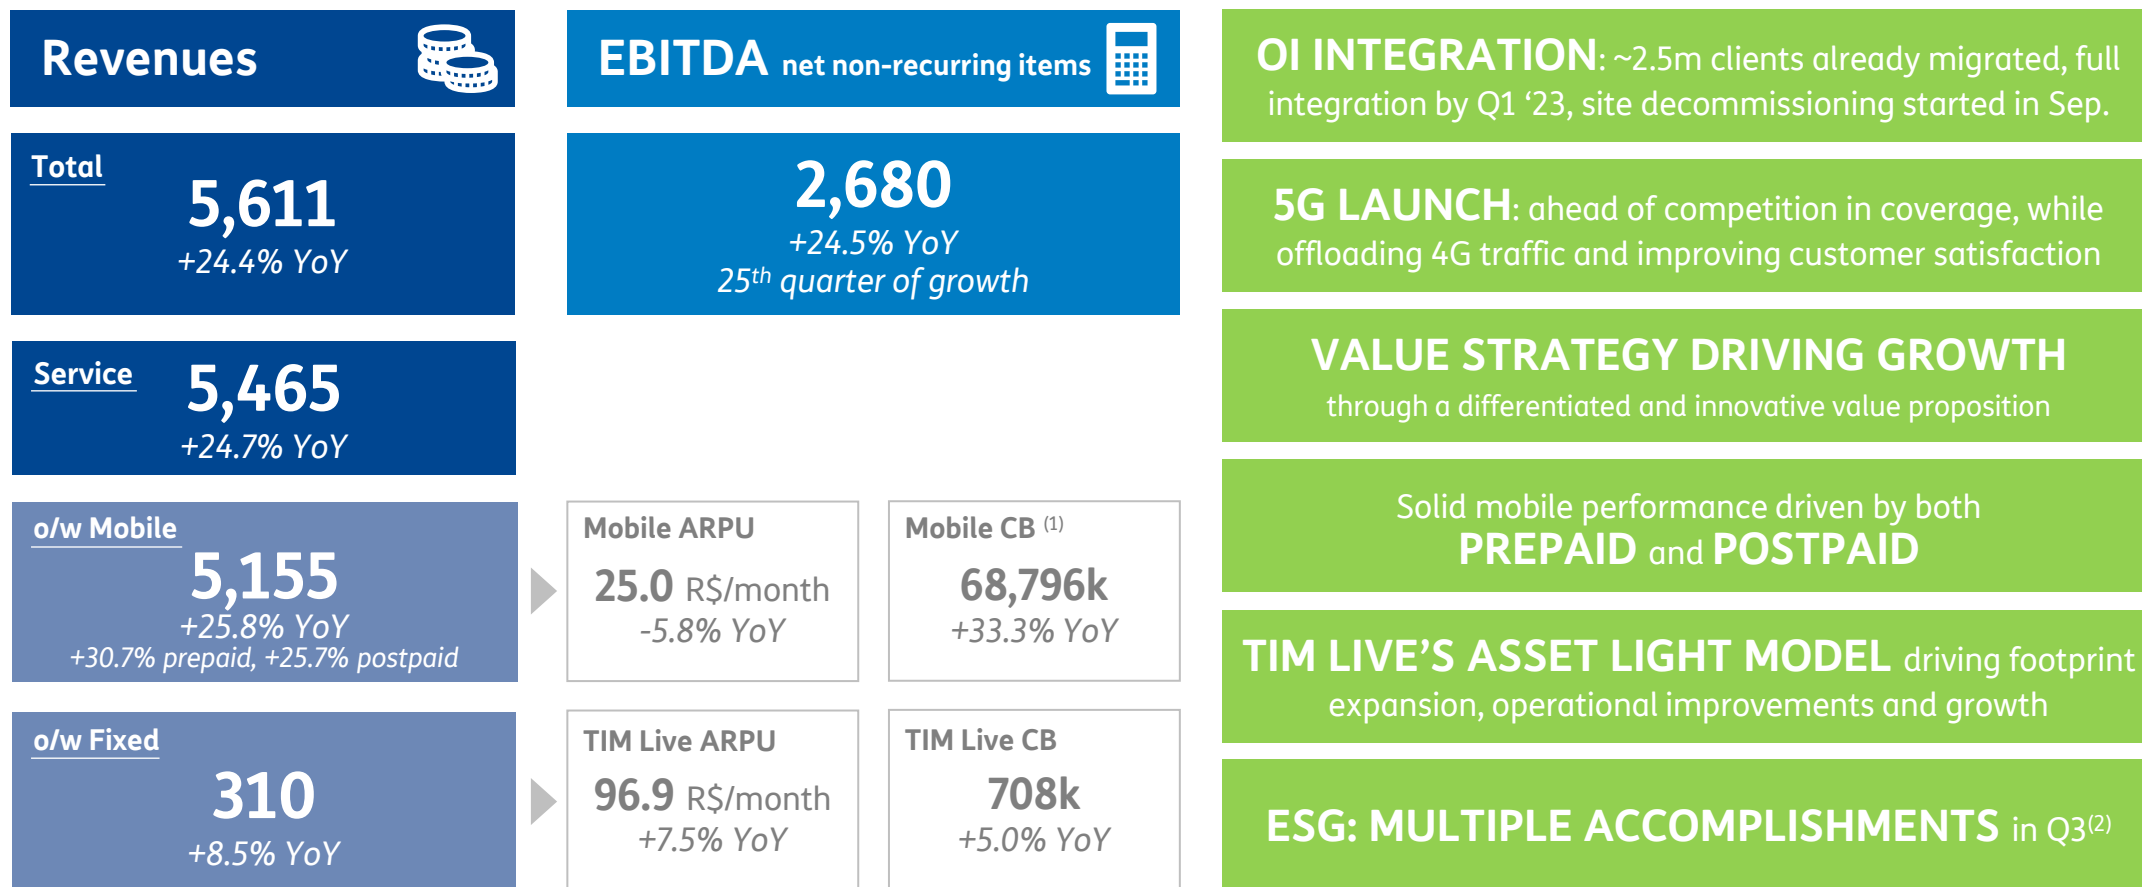 Revenues
Total
5,611
+24.4% YoY
Service
5,465
+24.7% YoY
o/w Mobile
5,155
+25.8% YoY
+30.7% prepaid, +25.7% postpaid
o/w Fixed
310
+8.5% YoY
EBITDA net non-recurring items
2,680
+24.5% YoY
25th quarter of growth
Mobile ARPU
25.0 R$/month
-5.8% YoY
Mobile CB (1)
68,796k
+33.3% YoY
TIM Live ARPU
96.9 R$/month
+7.5% YoY
TIM Live CB
708k
+5.0% YoY
OI INTEGRATION: ~2.5m clients already migrated, full
integration by Q1 ‘23, site decommissioning started in Sep.
5G LAUNCH: ahead of competition in coverage, while
offloading 4G traffic and improving customer satisfaction
VALUE STRATEGY DRIVING GROWTH
through a differentiated and innovative value proposition
Solid mobile performance driven by both
PREPAID and POSTPAID
TIM LIVE’S ASSET LIGHT MODEL driving footprint
expansion, operational improvements and growth
ESG: MULTIPLE ACCOMPLISHMENTS in Q3(2)